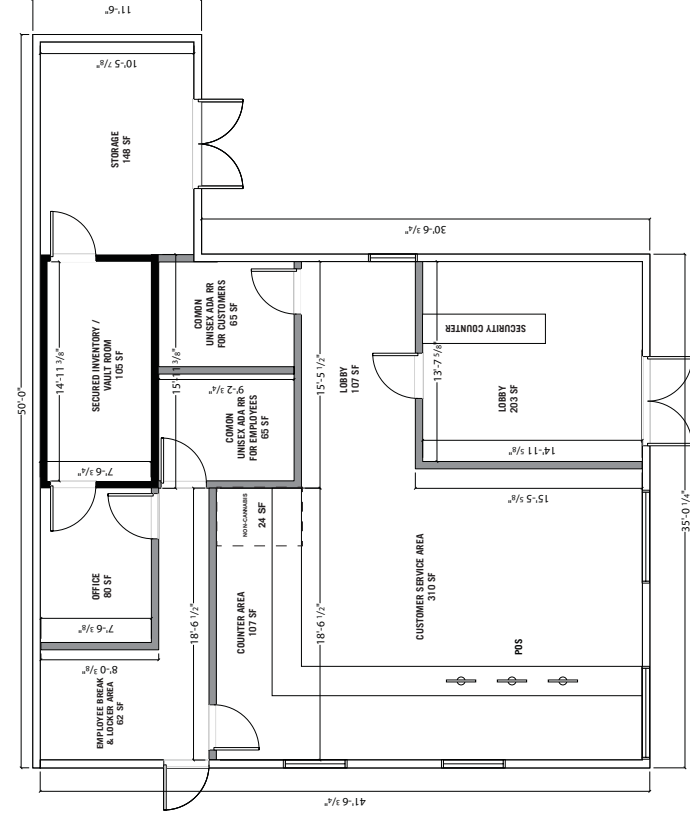 11'-6"
10'-5 7/8"
STORAGE
148 SF
30'-6 3/4"
50'-0"
14'-11 3/8"
SECURED INVENTORY /
VAULT ROOM
105 SF
7'-6 3/4"
15'-11 3/8"
COMON
UNISEX ADA RR
FOR CUSTOMERS
65 SF
9'-2 3/4"
COMON
UNISEX ADA RR
FOR EMPLOYEES
65 SF
15'-5 1/2"
LOBBY
107 SF
SECURITY COUNTER
13'-7 5/8"
LOBBY
203 SF
14'-11 5/8"
15'-5 5/8"
35'-0 1/4"
NON-CANNABIS
24 SF
OFFICE
80 SF
7'-6 3/8"
8'-0 3/8"
EMPLOYEE BREAK
& LOCKER AREA
62 SF
18'-6 1/2"
COUNTER AREA
107 SF
18'-6 1/2"
CUSTOMER SERVICE AREA
310 SF
POS
41'-6 3/4"